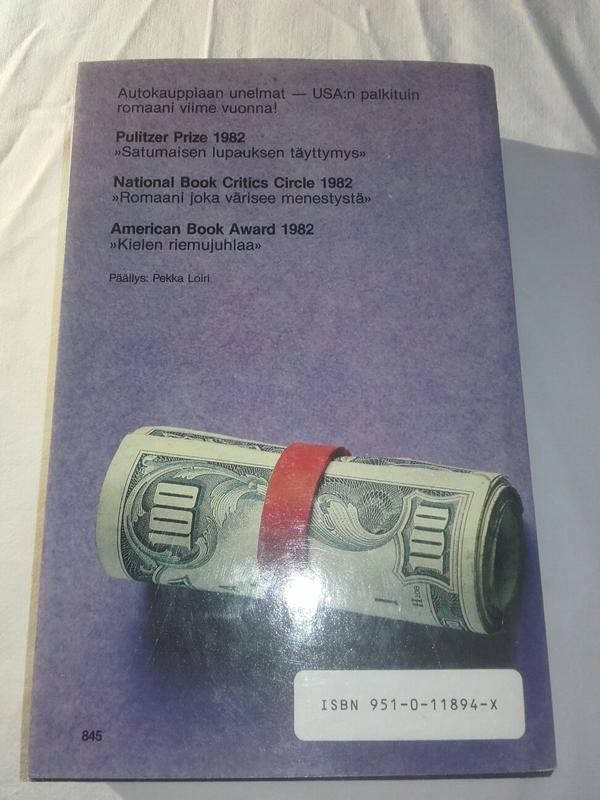 Autokauppiaan unelmat — USA:n palkituin
romaani viime vuonna!
Pulitzer Prize 1982
»Satumaisen lupauksen täyttymys»
National Book Critics Circle 1982
»Romaani joka värisee menestystä»
American Book Award 1982
»Kielen riemujuhlaa»
Päällys: Pekka Loiri
100
100
ISBN 951-0-11894-X
845